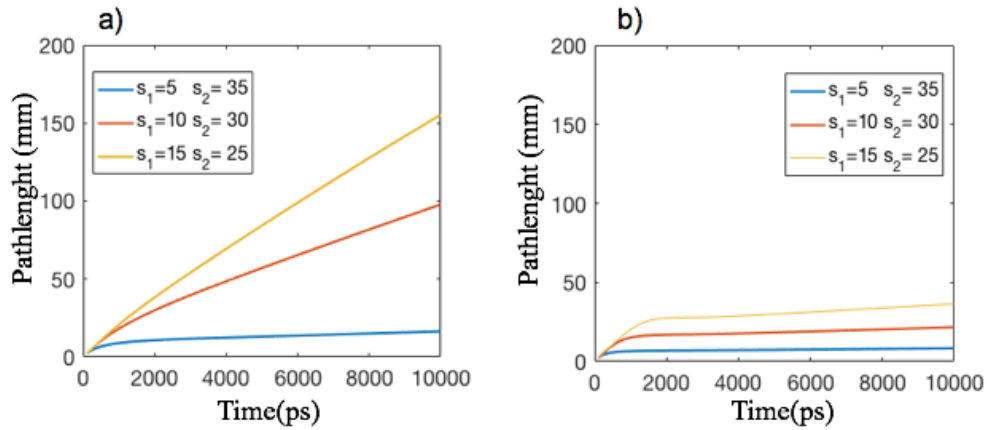 a)
200
150
100
50
0
Pathlenght (mm)
s1=5 s2= 35
s1=10 s2= 30
s1=15 s2= 25
0 2000 4000 6000 8000 10000
Time(ps)
b)
200
150
100
50
0
Pathlenght (mm)
s1=5 s2= 35
s1=10 s2= 30
s1=15 s2= 25
0 2000 4000 6000 8000 10000
Time(ps)